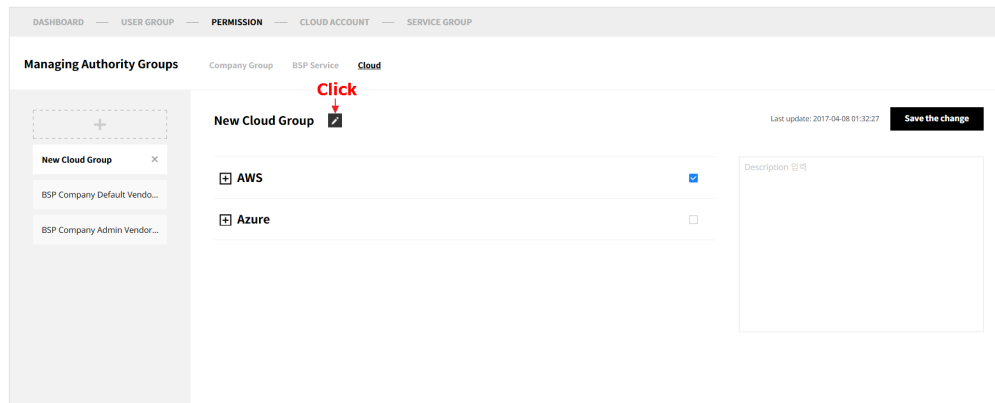 DASHBOARD — USER GROUP — PERMISSION — CLOUD ACCOUNT — SERVICE GROUP
Managing Authority Groups Company Group BSP Service Cloud
Click
New Cloud Group Last update: 2017-04-08 01:32:27 Save the change
New Cloud Group ×
BSP Company Default Vendo...
BSP Company Admin Vendor...
AWS
Azure
Description 입력